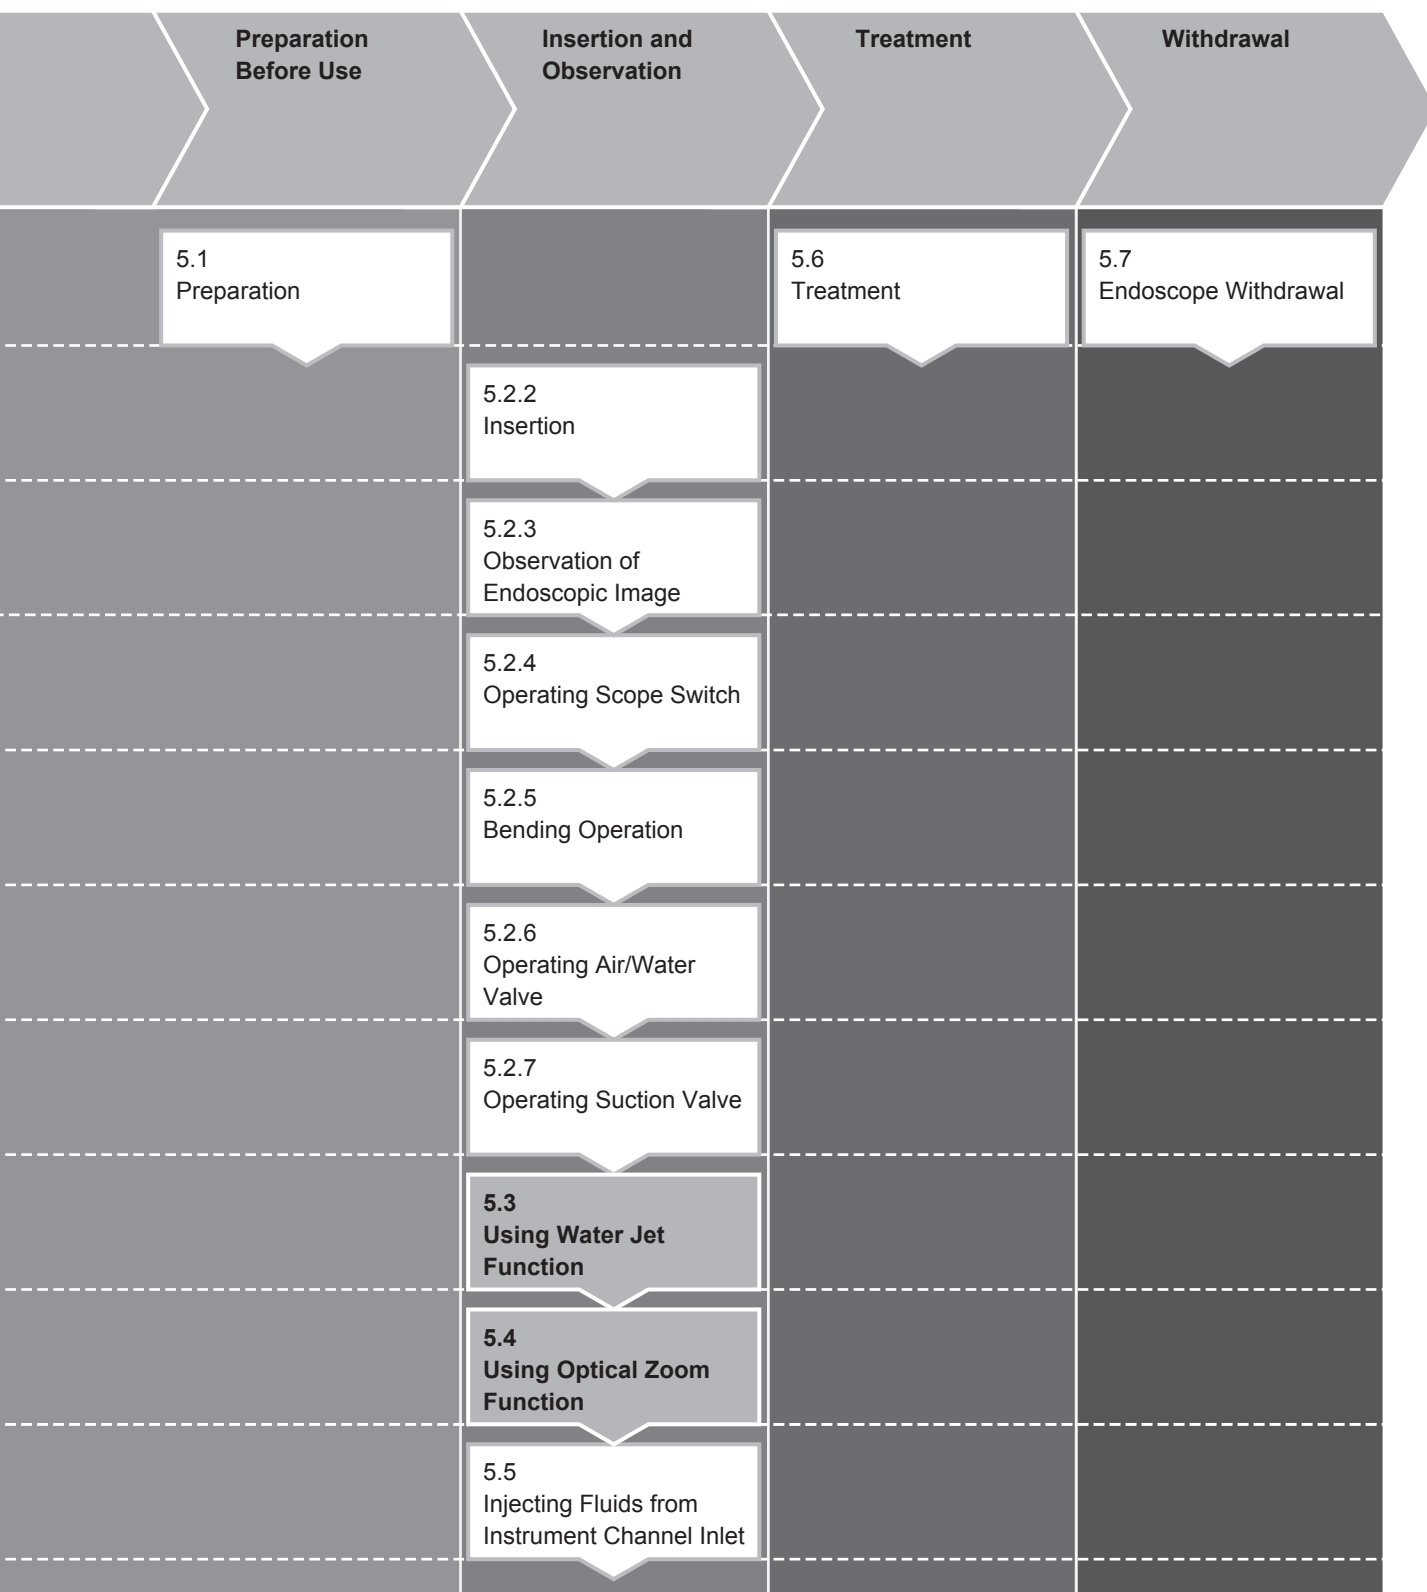 Preparation
Before Use
Insertion and
Observation
Treatment
Withdrawal
5.1
Preparation
5.6
Treatment
5.7
Endoscope Withdrawal
5.2.2
Insertion
5.2.3
Observation of
Endoscopic Image
5.2.4
Operating Scope Switch
5.2.5
Bending Operation
5.2.6
Operating Air/Water
Valve
5.2.7
Operating Suction Valve
5.3
Using Water Jet
Function
5.4
Using Optical Zoom
Function
5.5
Injecting Fluids from
Instrument Channel Inlet